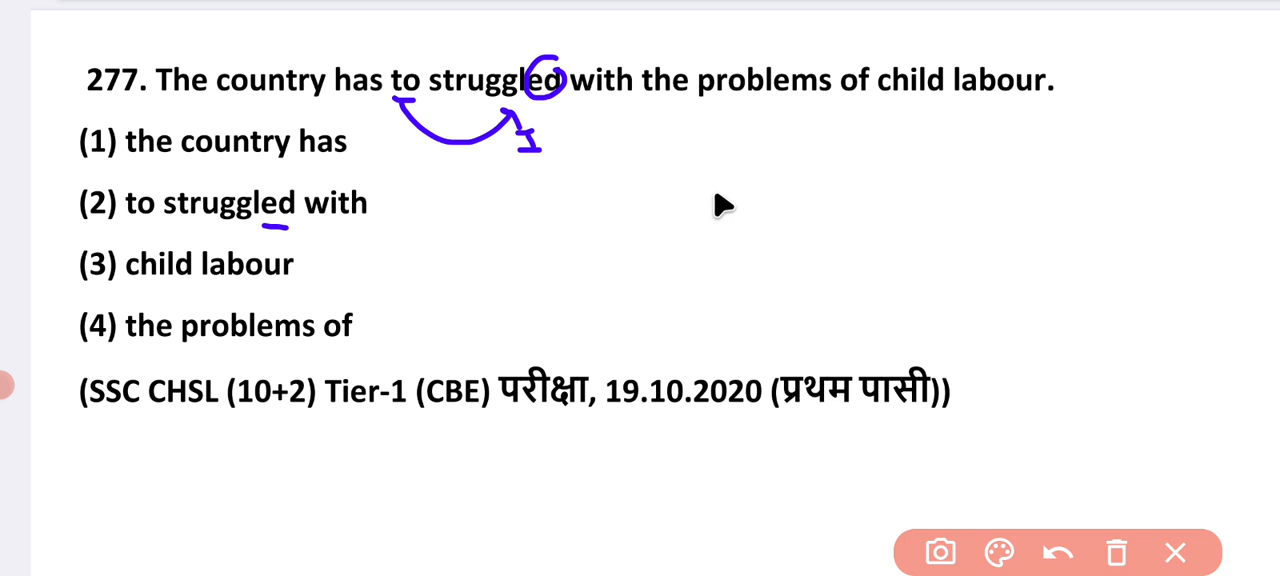 277. The country has to struggled with the problems of child labour.
(1) the country has
(2) to struggled with
(3) child labour
(4) the problems of
(SSC CHSL (10+2) Tier-1 (CBE) परीक्षा, 19.10.2020 (प्रथम पासी))